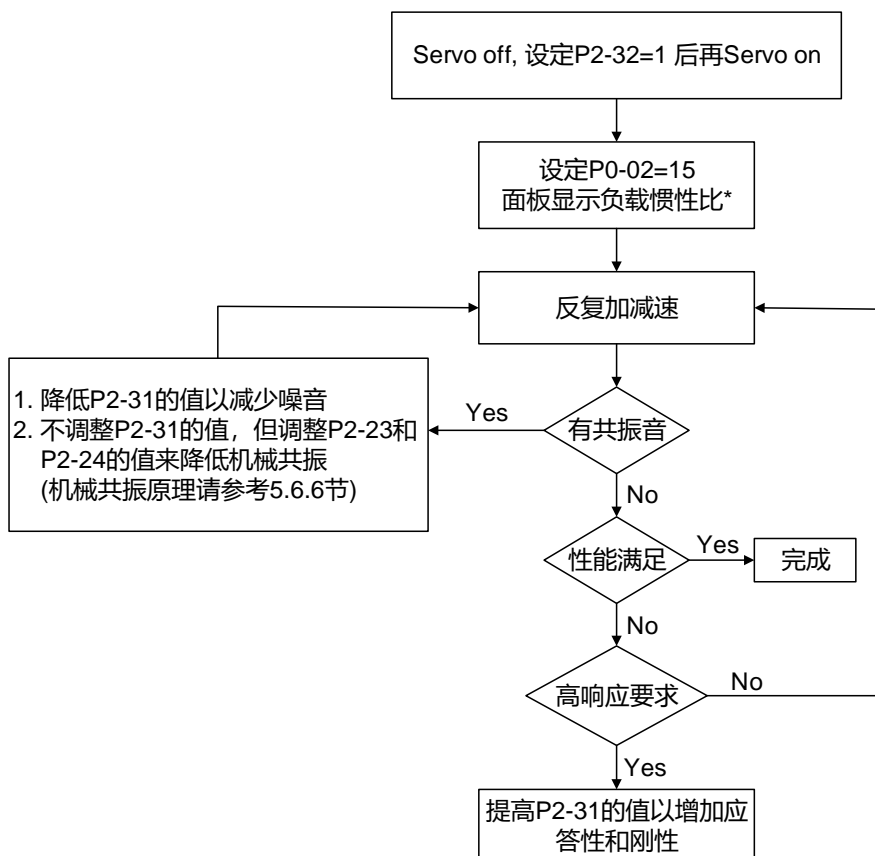 Servo off, 设定P2-32=1 后再Servo on
设定P0-02=15
面板显示负载惯性比*
反复加减速
1. 降低P2-31的值以减少噪音
2. 不调整P2-31的值，但调整P2-23和
P2-24的值来降低机械共振
(机械共振原理请参考5.6.6节)
Yes
有共振音
No
性能满足
Yes
完成
No
高响应要求
No
Yes
提高P2-31的值以增加应
答性和刚性